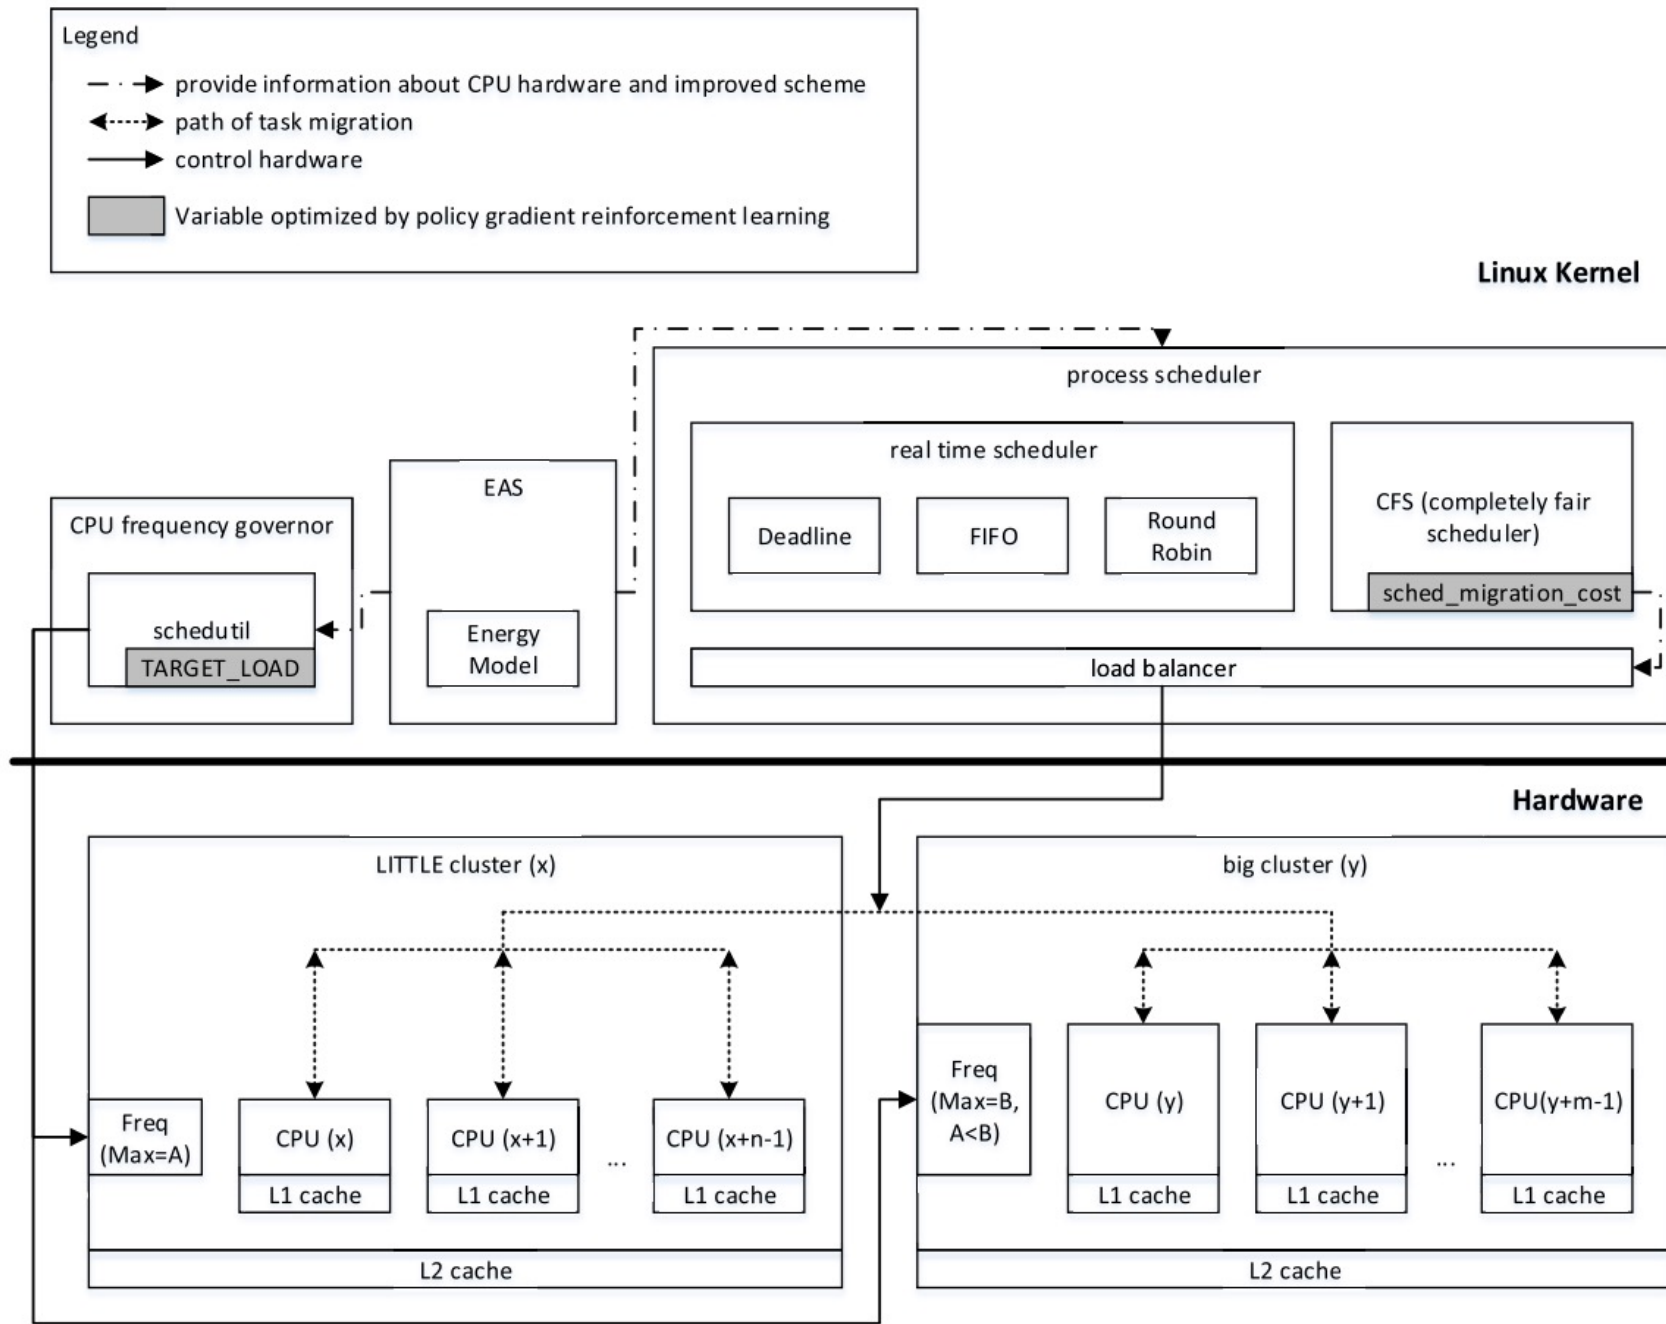 Legend
provide information about CPU hardware and improved scheme
path of task migration
control hardware
Variable optimized by policy gradient reinforcement learning
Linux Kernel
process scheduler
real time scheduler
Deadline
FIFO
Round
Robin
CFS (completely fair
scheduler)
sched_migration_cost
load balancer
EAS
Energy
Model
CPU frequency governor
schedutil
TARGET_LOAD
Hardware
LITTLE cluster (x)
Freq
(Max=A)
CPU (x)
L1 cache
CPU (x+1)
L1 cache
...
CPU (x+n-1)
L1 cache
L2 cache
big cluster (y)
Freq
(Max=B,
A<B)
CPU (y)
L1 cache
CPU (y+1)
L1 cache
...
CPU(y+m-1)
L1 cache
L2 cache